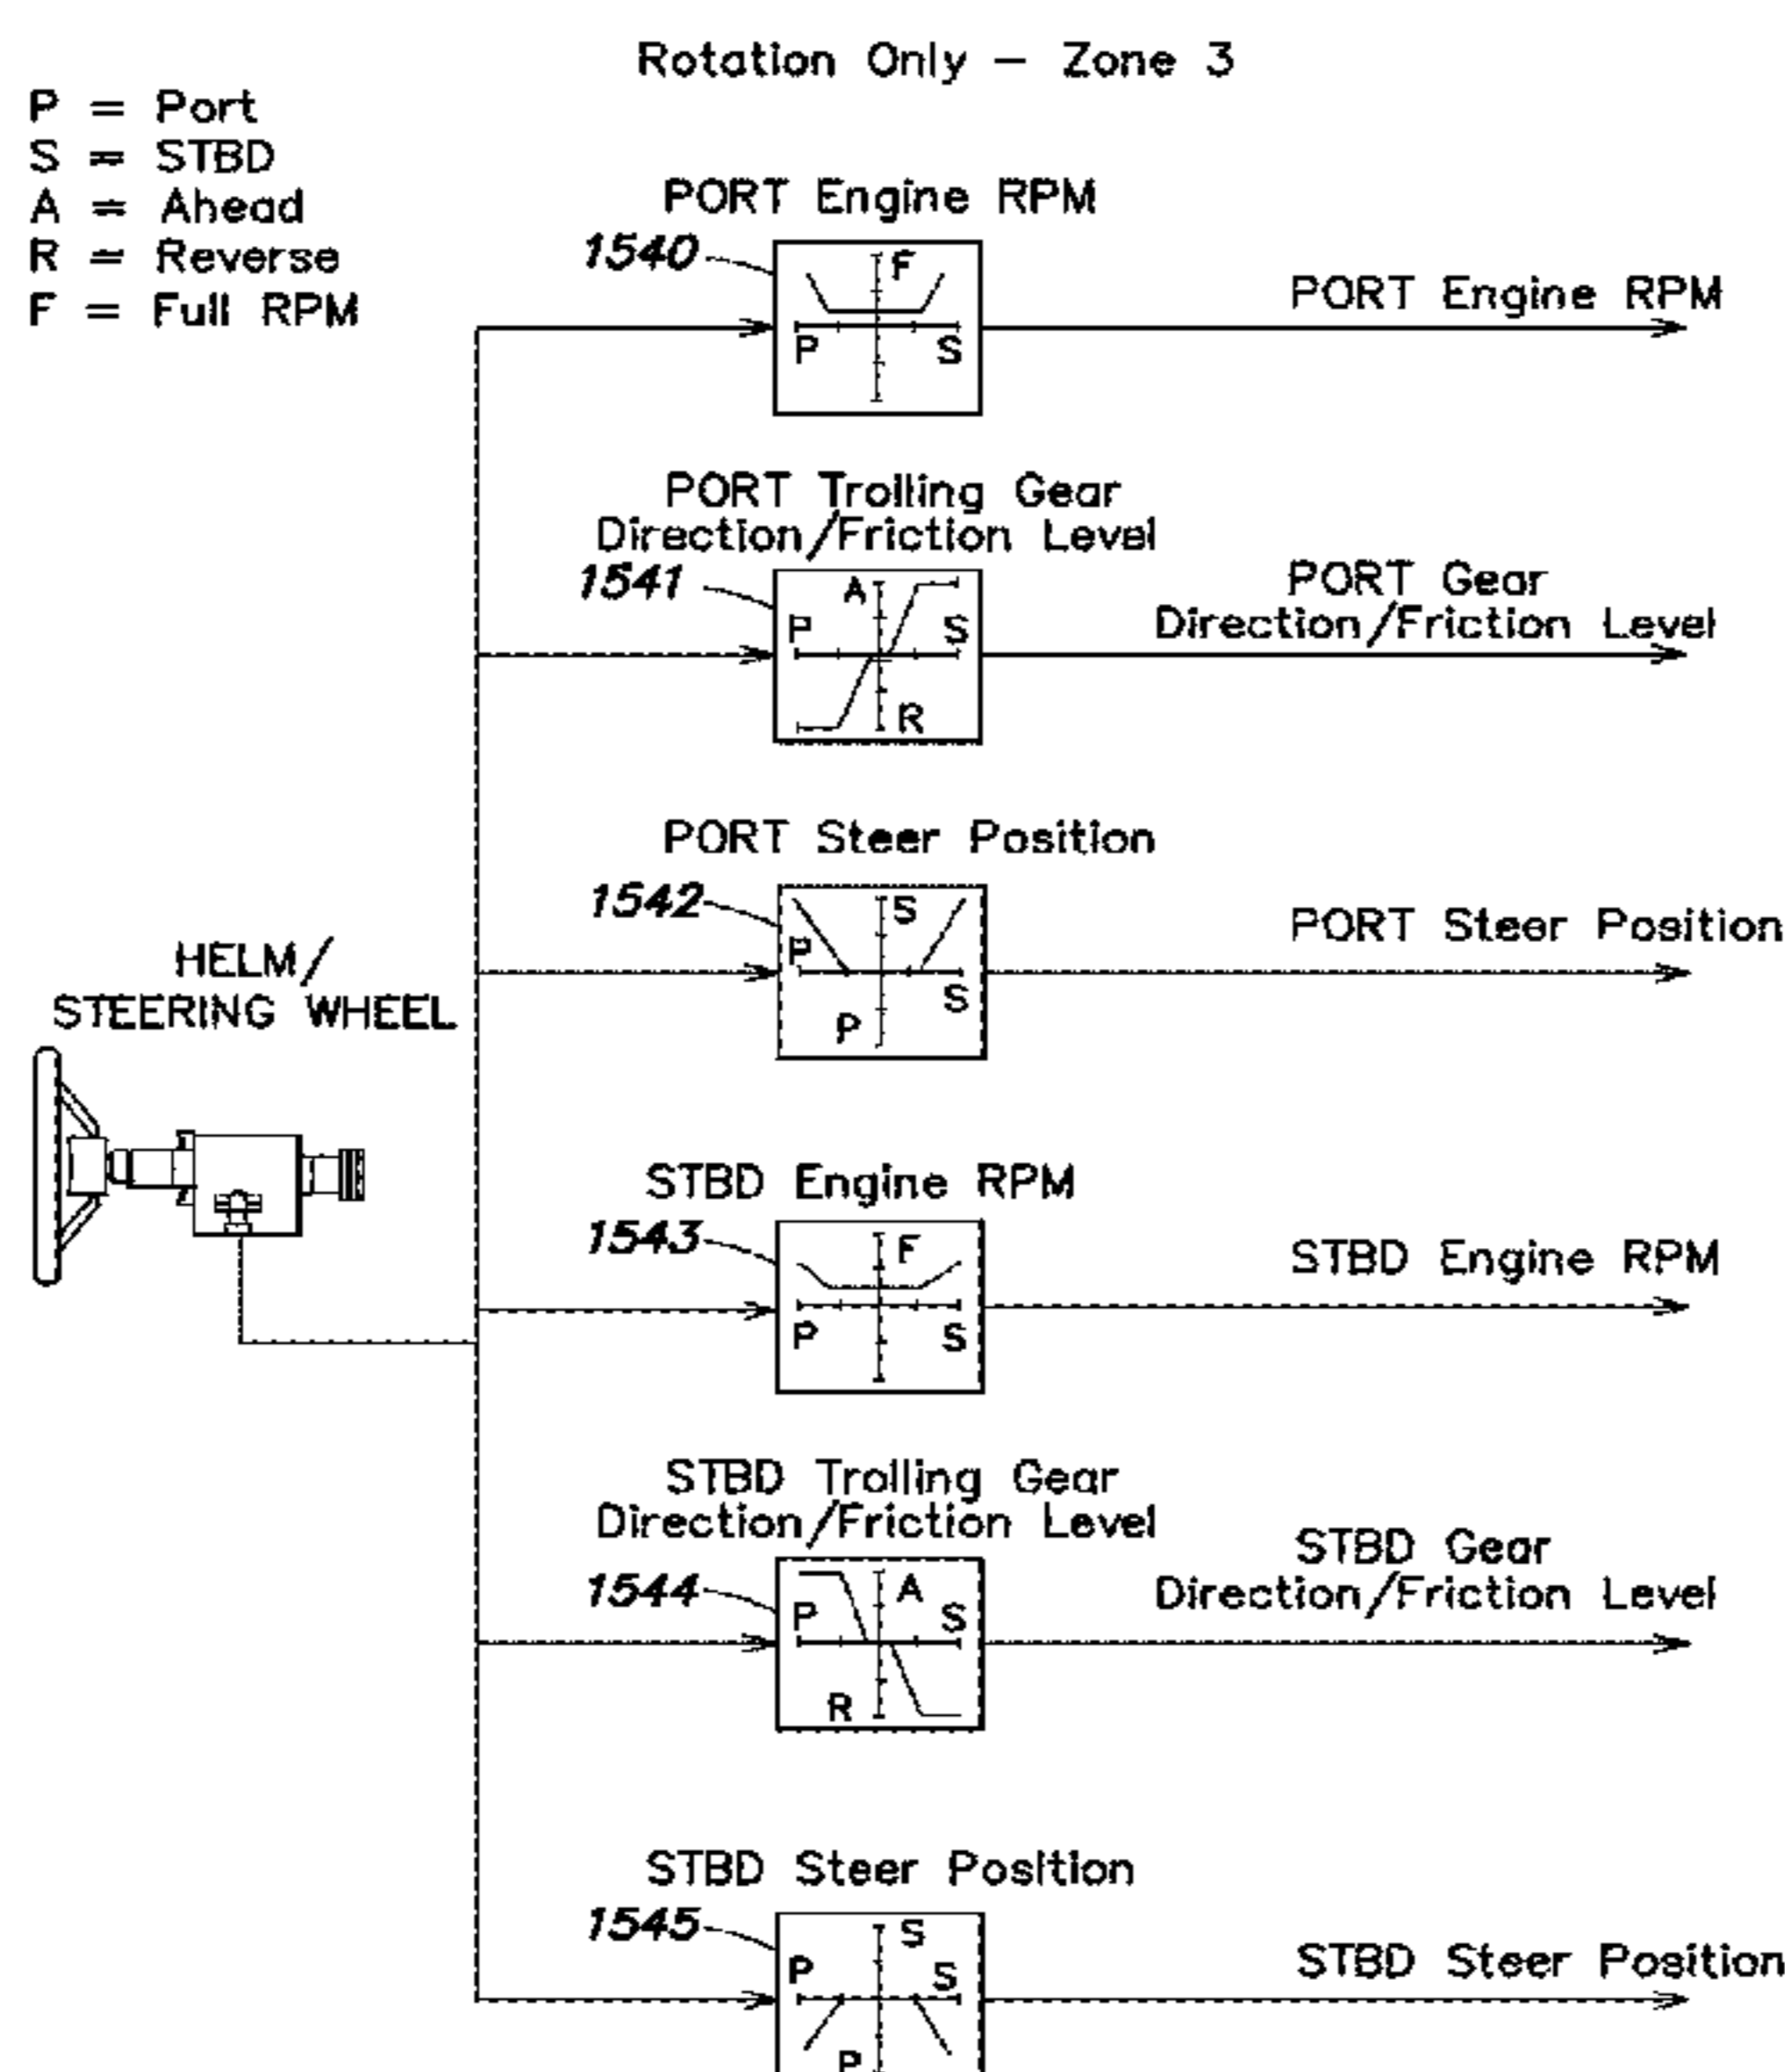 Rotation Only – Zone 3
P = Port
S = STBD
A = Ahead
R = Reverse
F = Full RPM
PORT Engine RPM
1540
F
P
S
PORT Engine RPM
PORT Trolling Gear
Direction/Friction Level
1541
A
P
S
R
PORT Gear
Direction/Friction Level
PORT Steer Position
1542
S
P
S
P
PORT Steer Position
HELM/
STEERING WHEEL
STBD Engine RPM
1543
F
P
S
STBD Engine RPM
STBD Trolling Gear
Direction/Friction Level
1544
A
P
S
R
STBD Gear
Direction/Friction Level
STBD Steer Position
1545
S
P
S
P
STBD Steer Position